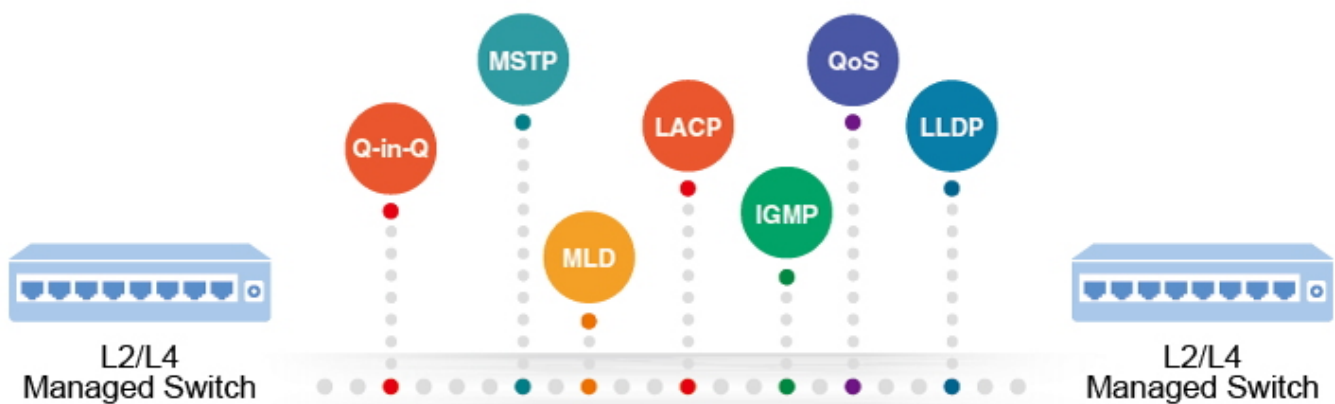 MSTP
QoS
LACP
LLDP
Q-in-Q
IGMP
MLD
L2/L4
Managed Switch
L2/L4
Managed Switch